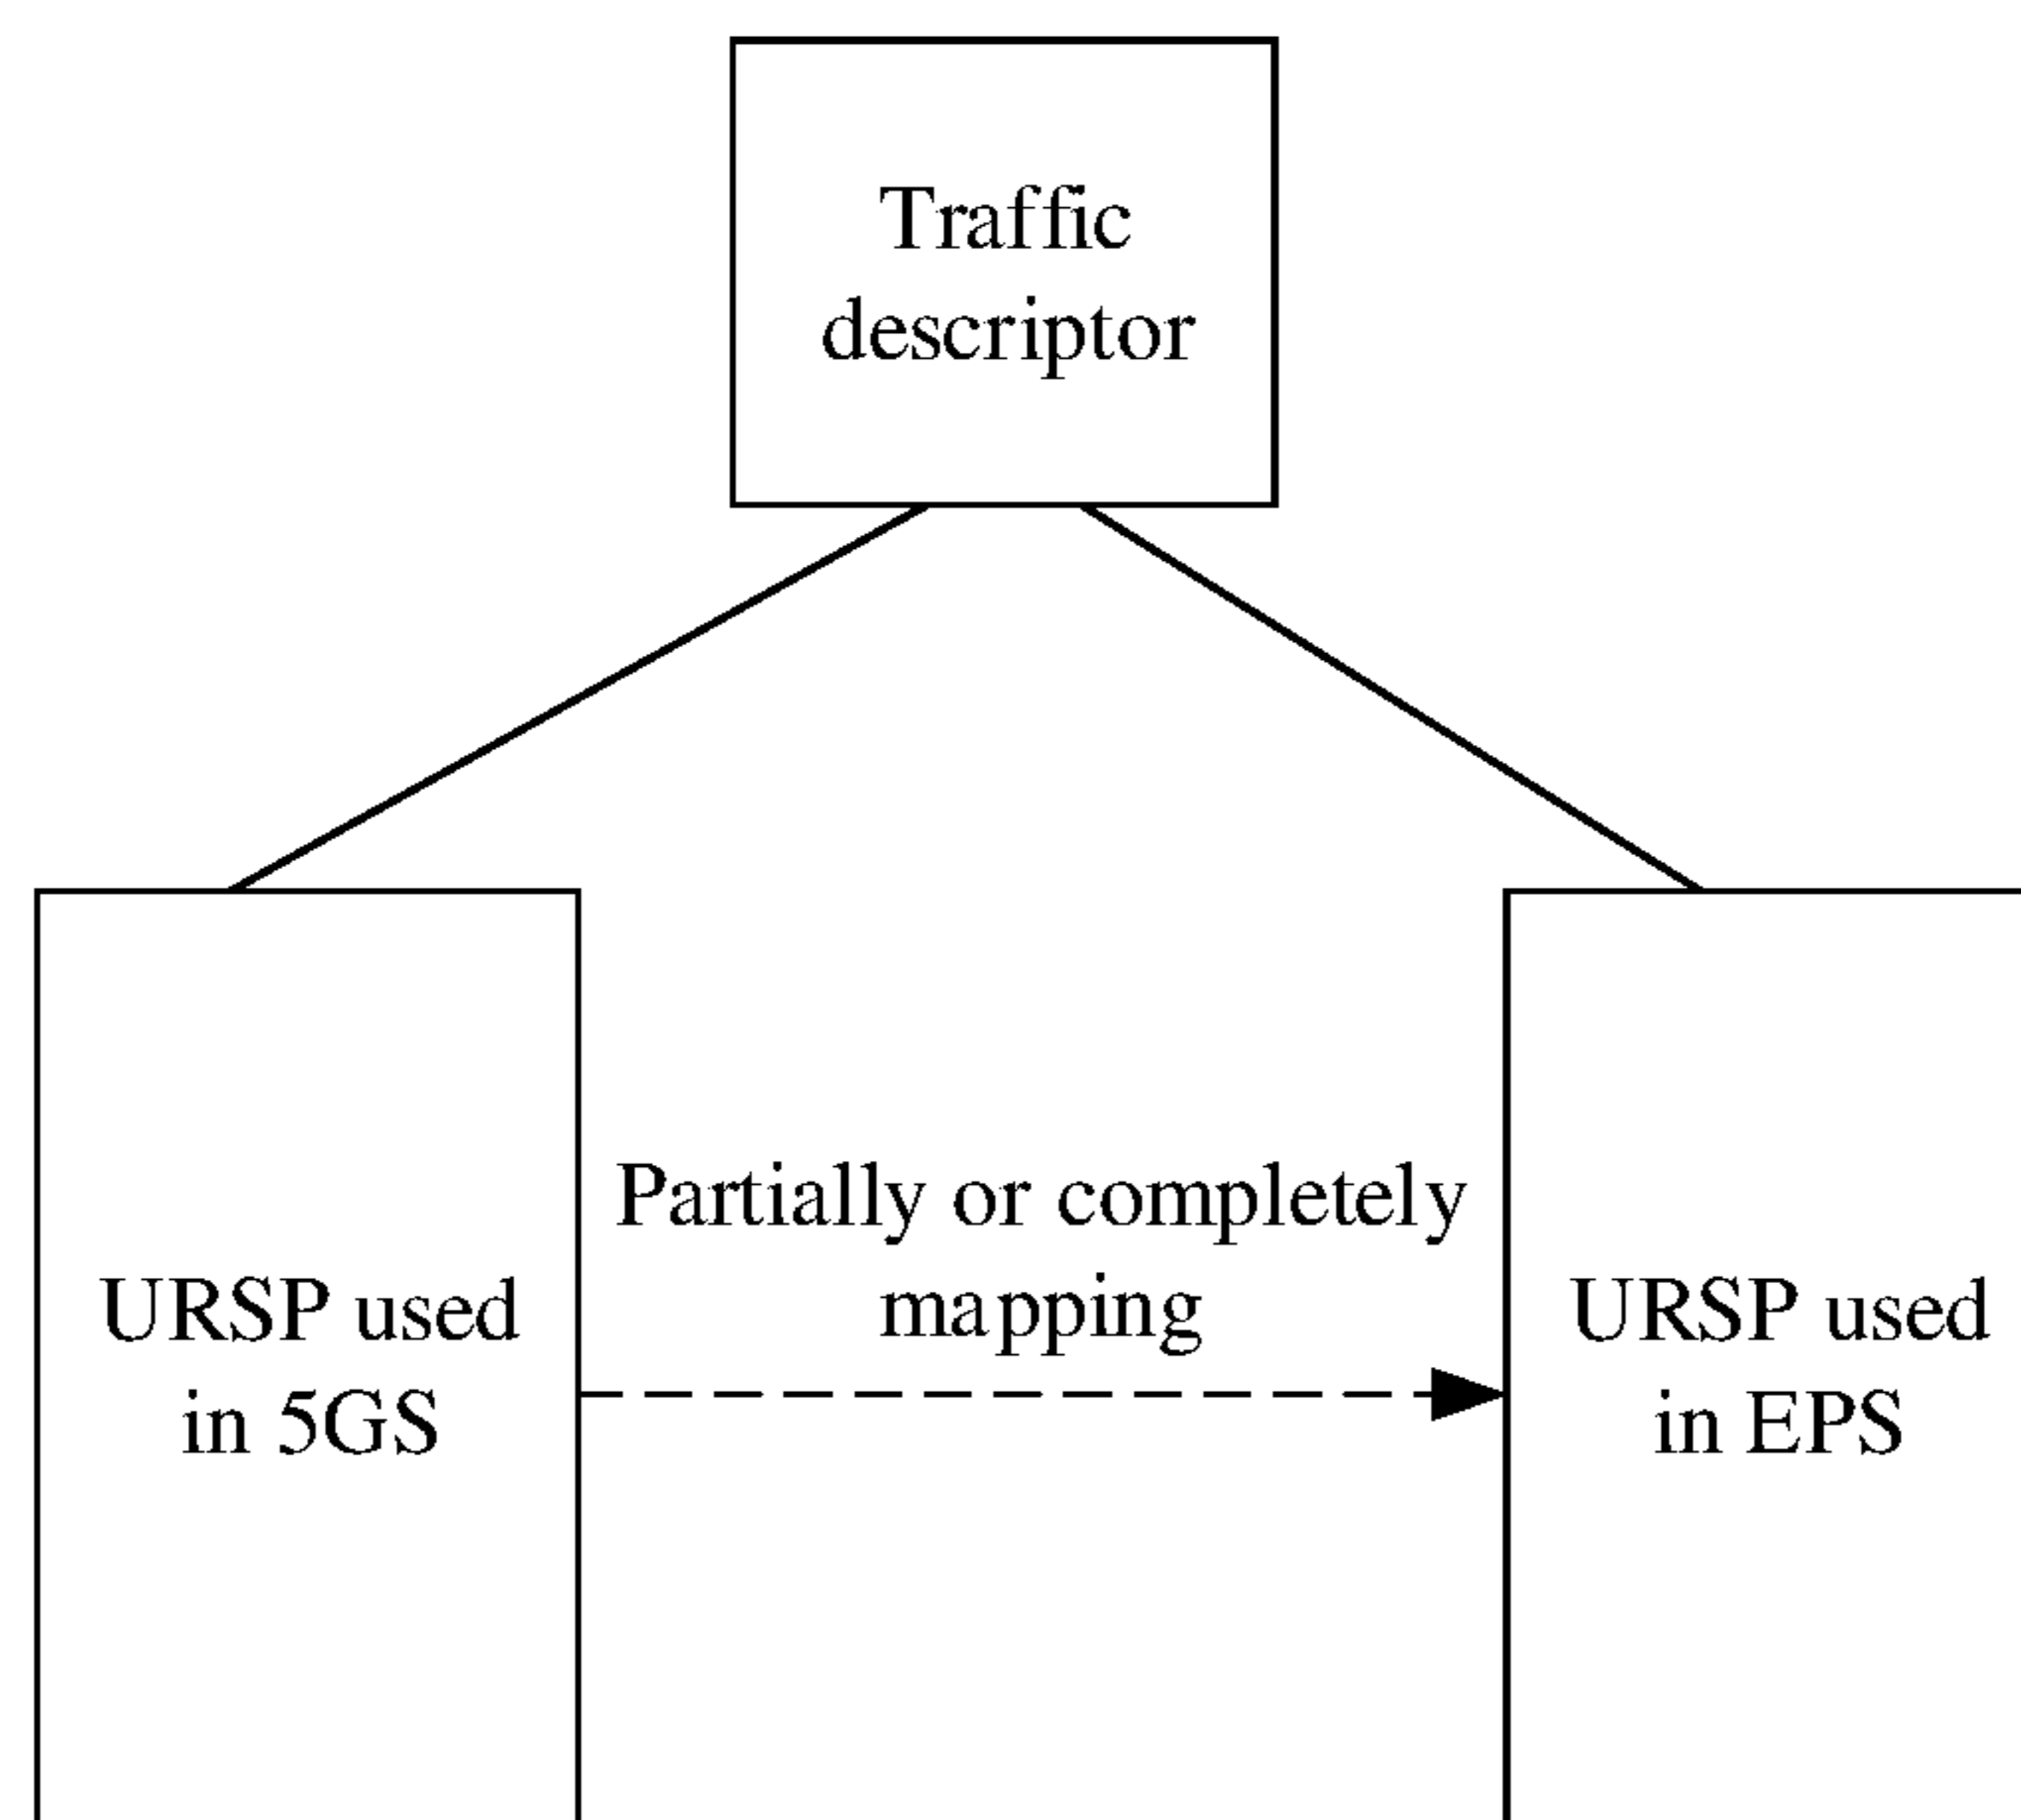 Traffic
descriptor
Partially or completely
mapping
URSP used
in 5GS
URSP used
in EPS